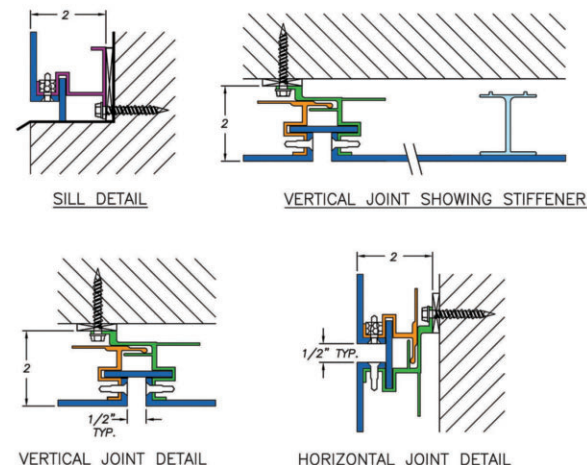 2
SILL DETAIL
2
VERTICAL JOINT SHOWING STIFFENER
2
1/2"
TYP.
VERTICAL JOINT DETAIL
2
1/2" TYP.
HORIZONTAL JOINT DETAIL